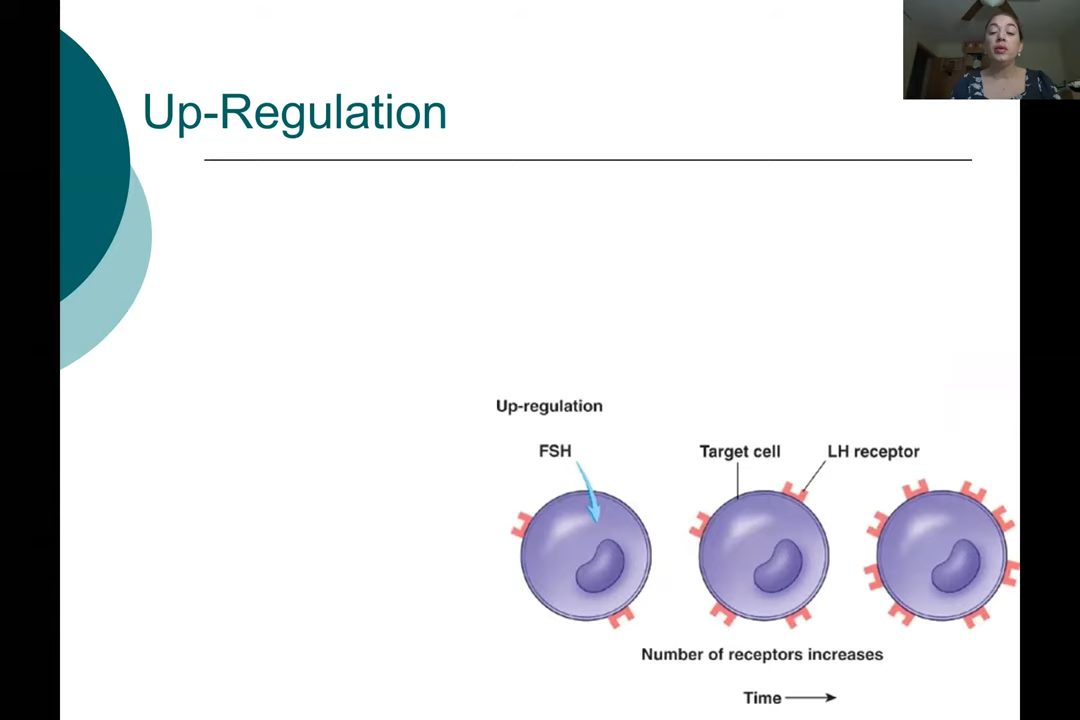 Up-Regulation
Up-regulation
FSH
Target cell
LH receptor
Number of receptors increases
Time